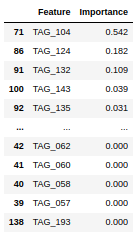 Feature Importance
71 TAG_104 0.542
86 TAG_124 0.182
91 TAG_132 0.109
100 TAG_143 0.039
92 TAG_135 0.031
... ... ...
42 TAG_062 0.000
41 TAG_060 0.000
40 TAG_058 0.000
39 TAG_057 0.000
138 TAG_193 0.000